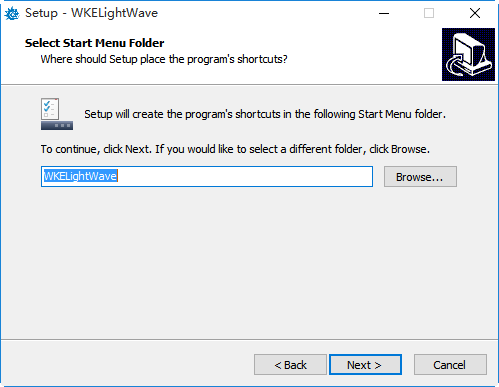 Setup - WKELightWave
Select Start Menu Folder
Where should Setup place the program's shortcuts?
Setup will create the program's shortcuts in the following Start Menu folder.
To continue, click Next. If you would like to select a different folder, click Browse.
WKELightWave
Browse...
< Back
Next >
Cancel